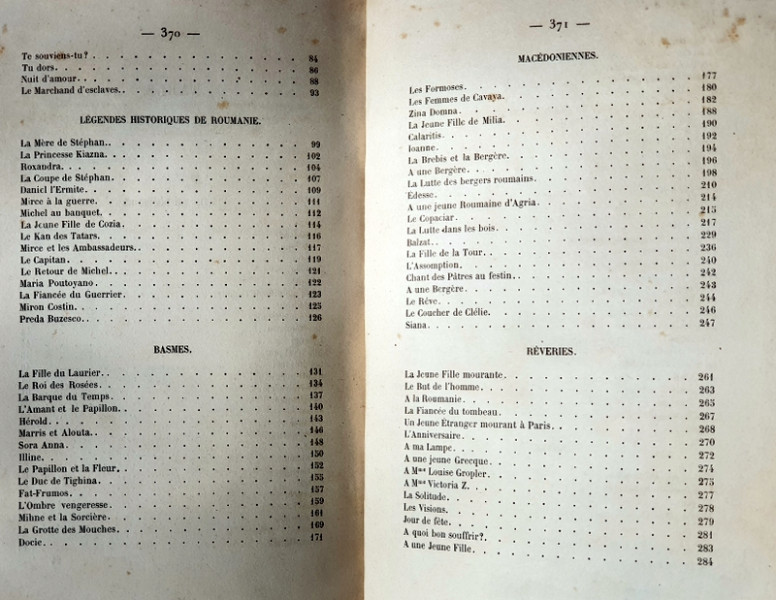 — 370 —
Te souviens-tu? . . . . . 84
Tu dors. . . . . . 86
Nuit d'amour. . . . . . 88
Le Marchand d'esclaves. . . . . . 93
LÉGENDES HISTORIQUES DE ROUMANIE.
La Mère de Stéphan. . . . . . 99
La Princesse Kiazna. . . . . . 102
Roxandra. . . . . . 104
La Coupe de Stéphan. . . . . . 107
Daniel l'Ermite. . . . . . 109
Mirce à la guerre. . . . . . 111
Michel au banquet. . . . . . 112
La Jeune Fille de Cozia. . . . . . 114
Le Kan des Tatars. . . . . . 116
Mirce et les Ambassadeurs. . . . . . 117
Le Capitan. . . . . . 119
Le Retour de Michel. . . . . . 121
Maria Poutoyano. . . . . . 122
La Fiancée du Guerrier. . . . . . 123
Miron Costin. . . . . . 125
Preda Buzesco. . . . . . 126
BASMES.
La Fille du Laurier. . . . . . 131
Le Roi des Rosées. . . . . . 134
La Barque du Temps. . . . . . 137
L'Amant et le Papillon. . . . . . 140
Hérold. . . . . . 143
Marris et Alouta. . . . . . 146
Sora Anna. . . . . . 148
Illine. . . . . . 150
Le Papillon et la Fleur. . . . . . 152
Le Duc de Tighina. . . . . . 155
Fat-Frumos. . . . . . 157
L'Ombre vengeresse. . . . . . 159
Mihne et la Sorcière. . . . . . 161
La Grotte des Mouches. . . . . . 169
Docie. . . . . . 171
— 371 —
MACÉDONIENNES.
Les Formoses. . . . . . 177
Les Femmes de Cavaya. . . . . . 180
Zina Domna. . . . . . 182
La Jeune Fille de Milia. . . . . . 188
Calaritis. . . . . . 190
Ioanne. . . . . . 192
La Brebis et la Bergère. . . . . . 194
A une Bergère. . . . . . 196
La Lutte des bergers roumains. . . . . . 198
Édesse. . . . . . 210
A une jeune Roumaine d'Agria. . . . . . 214
Le Copaciar. . . . . . 215
La Lutte dans les bois. . . . . . 217
Balzat. . . . . . 229
La Fille de la Tour. . . . . . 236
L'Assomption. . . . . . 240
Chant des Pâtres au festin. . . . . . 242
A une Bergère. . . . . . 243
Le Rêve. . . . . . 244
Le Coucher de Clélie. . . . . . 246
Siana. . . . . . 247
RÊVERIES.
La Jeune Fille mourante. . . . . . 261
Le But de l'homme. . . . . . 263
A la Roumanie. . . . . . 265
La Fiancée du tombeau. . . . . . 267
Un Jeune Étranger mourant à Paris. . . . . . 268
L'Anniversaire. . . . . . 270
A ma Lampe. . . . . . 272
A une jeune Grecque. . . . . . 274
A Mme Louise Gropler. . . . . . 275
A Mme Victoria Z. . . . . . 277
La Solitude. . . . . . 278
Les Visions. . . . . . 279
Jour de fête. . . . . . 281
A quoi bon souffrir? . . . . . 283
A une Jeune Fille. . . . . . 284